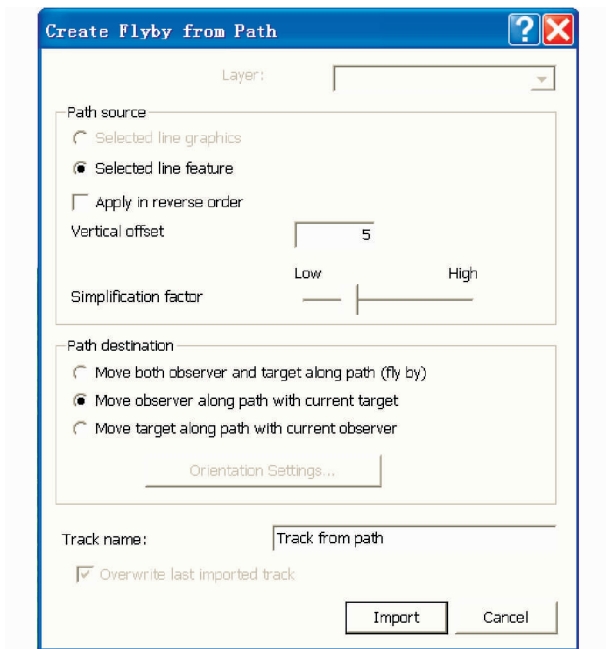 Create Flyby from Path
Layer:
Path source
Selected line graphics
Selected line feature
Apply in reverse order
Vertical offset 5
Low High
Simplification factor
Path destination
Move both observer and target along path (fly by)
Move observer along path with current target
Move target along path with current observer
Orientation Settings...
Track name: Track from path
Overwrite last imported track
Import Cancel